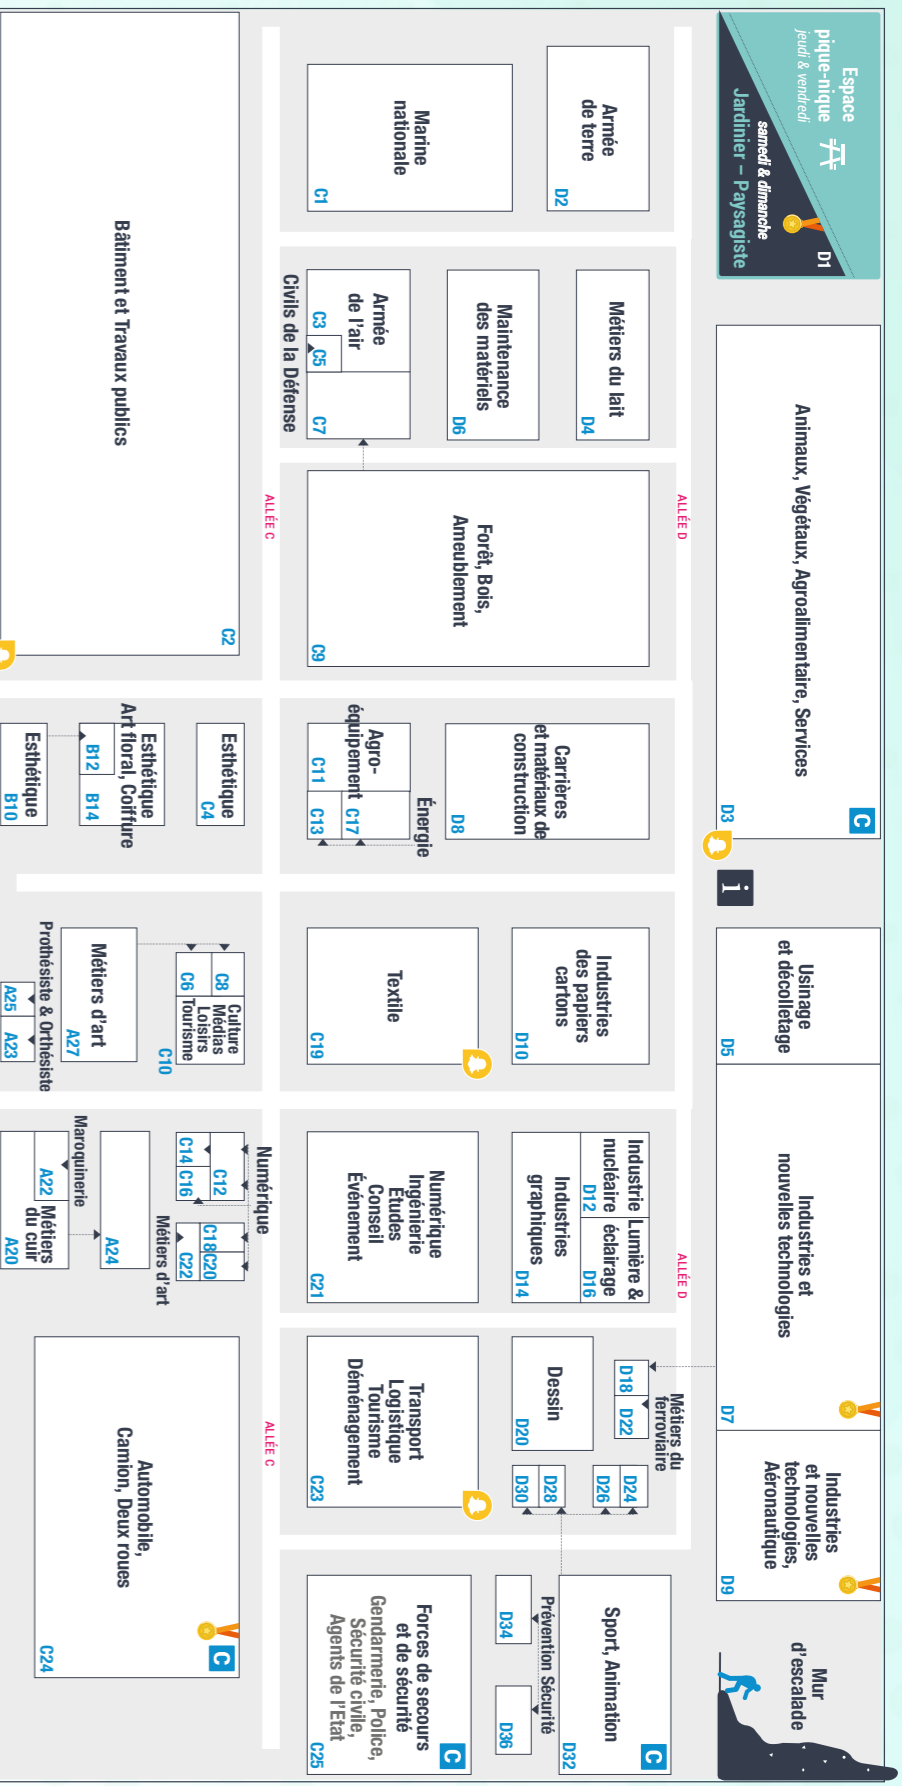 Espace
pique-nique
jeudi & vendredi
samedi & dimanche
Jardinier – Paysagiste
D1
Animaux, Végétaux, Agroalimentaire, Services
C
D3
i
Usinage
et décolletage
D5
Industries et
nouvelles technologies
D7
Industries
et nouvelles
technologies,
Aéronautique
D9
Mur
d'escalade
ALLÉE D
ALLÉE D
Armée
de terre
D2
Métiers du lait
D4
Maintenance
des matériels
D6
Marine
nationale
C1
Armée
de l'air
C3
C5
C7
Civils de la Défense
Forêt, Bois,
Ameublement
C9
Carrières
et matériaux de
construction
D8
Agro-
équipement
C11
Énergie
C17
C13
Industries
des papiers
cartons
D10
Textile
C19
Industrie
nucléaire
D12
Lumière &
éclairage
D16
Industries
graphiques
D14
Numérique
Ingénierie
Études
Conseil
Événement
C21
Métiers du
ferroviaire
D18
D22
Dessin
D20
D24
D26
D28
D30
Transport
Logistique
Tourisme
Déménagement
C23
Sport, Animation
C
D32
Prévention Sécurité
D34
D36
Forces de secours
et de sécurité
Gendarmerie, Police,
Sécurité civile,
Agents de l'Etat
C
C25
ALLÉE C
ALLÉE C
Bâtiment et Travaux publics
C2
Esthétique
C4
Esthétique
Art floral, Coiffure
B12
B14
Esthétique
B10
C8
C6
Culture
Médias
Loisirs
Tourisme
C10
Métiers d'art
A27
Prothésiste & Orthésiste
A25
A23
Numérique
C12
C14
C16
C18
C20
C22
Métiers d'art
A24
Maroquinerie
A22
Métiers
du cuir
A20
Automobile,
Camion, Deux roues
C
C24